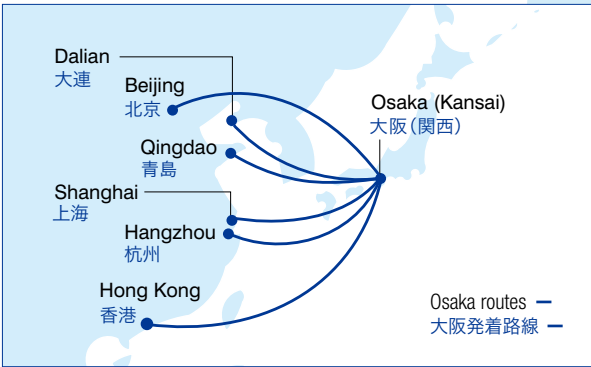 Dalian
大連
Beijing
北京
Osaka (Kansai)
大阪（関西）
Qingdao
青島
Shanghai
上海
Hangzhou
杭州
Hong Kong
香港
Osaka routes
大阪発着路線